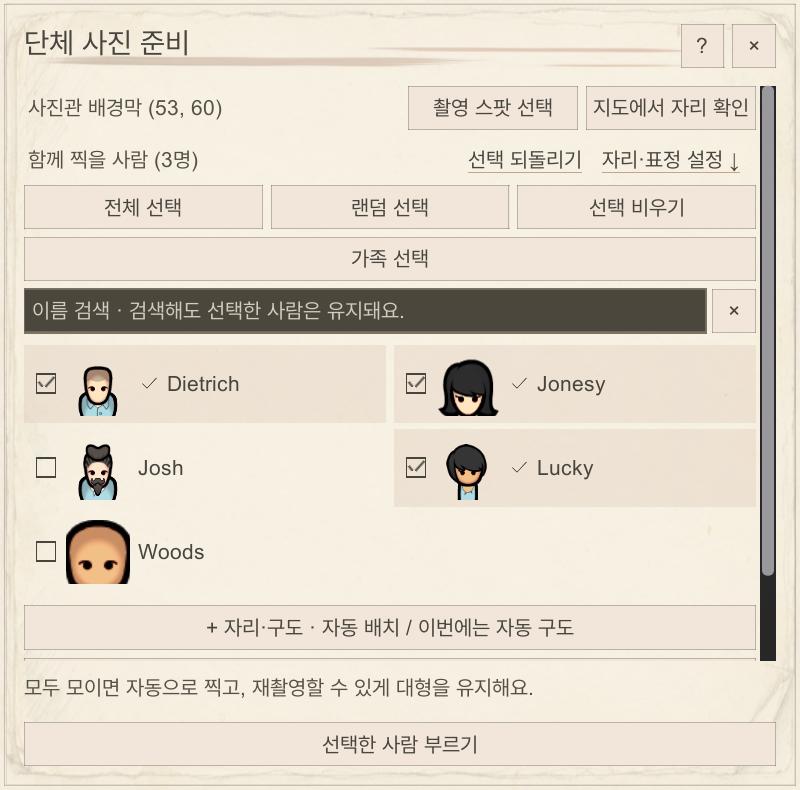 단체 사진 준비
?
×
사진관 배경막 (53, 60)
촬영 스팟 선택
지도에서 자리 확인
함께 찍을 사람 (3명)
선택 되돌리기
자리·표정 설정 ↓
전체 선택
랜덤 선택
선택 비우기
가족 선택
이름 검색 · 검색해도 선택한 사람은 유지돼요.
×
✓ Dietrich
✓ Jonesy
Josh
✓ Lucky
Woods
+ 자리·구도 · 자동 배치 / 이번에는 자동 구도
모두 모이면 자동으로 찍고, 재촬영할 수 있게 대형을 유지해요.
선택한 사람 부르기